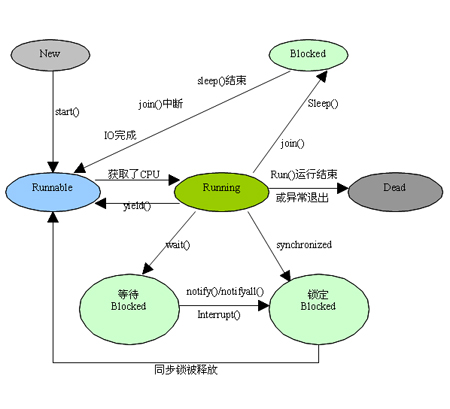 New
Blocked
sleep()结束
join()中断
Sleep()
start()
IO完成
join()
获取了CPU
Runnable
Running
Run()运行结束
或异常退出
Dead
yield()
wait()
synchronized
等待
Blocked
notify()/notifyall()
Interrupt()
锁定
Blocked
同步锁被释放